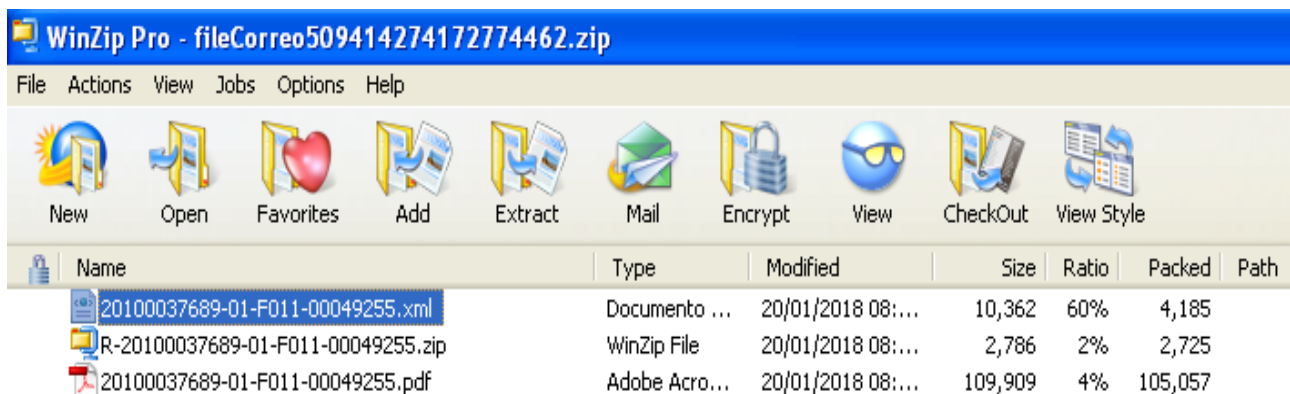 WinZip Pro - fileCorreo509414274172774462.zip
File Actions View Jobs Options Help
New Open Favorites Add Extract Mail Encrypt View CheckOut View Style
Name Type Modified Size Ratio Packed Path
20100037689-01-F011-00049255.xml Documento ... 20/01/2018 08:... 10,362 60% 4,185
R-20100037689-01-F011-00049255.zip WinZip File 20/01/2018 08:... 2,786 2% 2,725
20100037689-01-F011-00049255.pdf Adobe Acro... 20/01/2018 08:... 109,909 4% 105,057